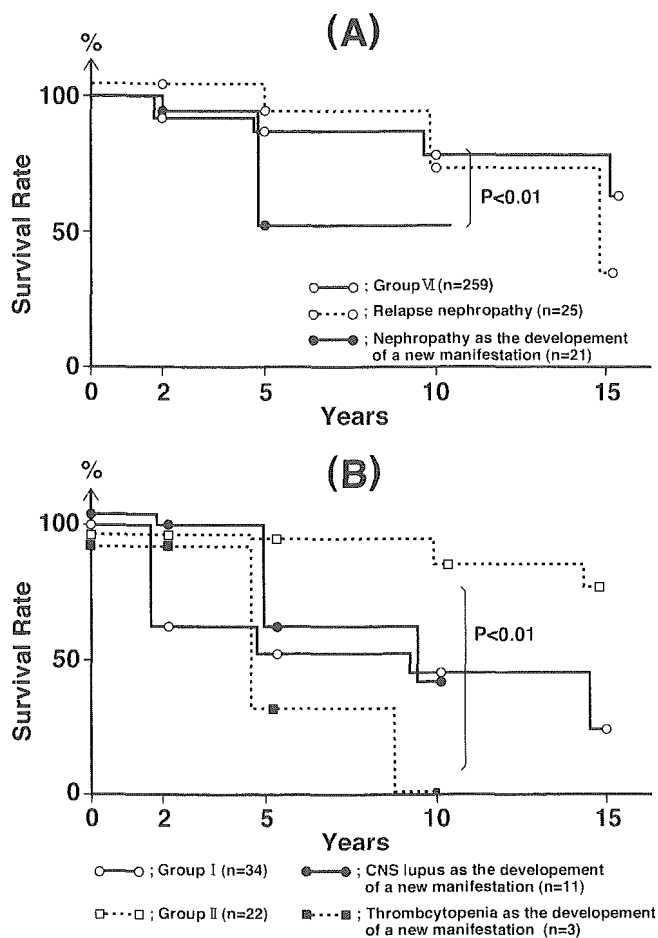 (A)
%
100
50
0
Survival Rate
P<0.01
; Group Ⅵ (n=259)
; Relapse nephropathy (n=25)
; Nephropathy as the developement
of a new manifestation (n=21)
0 2 5 10 15
Years
(B)
%
100
50
0
Survival Rate
P<0.01
0 2 5 10 15
Years
; Group Ⅰ (n=34)
; CNS lupus as the developement
of a new manifestation (n=11)
; Group Ⅱ (n=22)
; Thrombcytopenia as the developement
of a new manifestation (n=3)